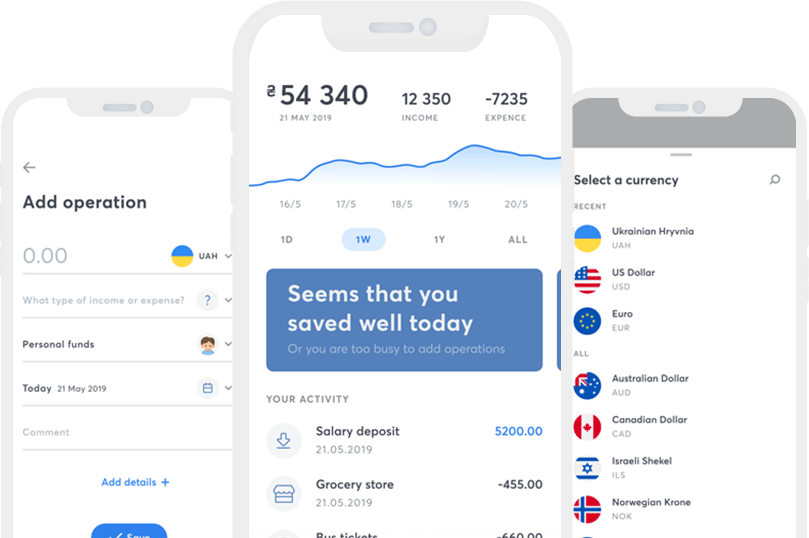 Add operation
0.00 UAH
What type of income or expense? ?
Personal funds
Today 21 May 2019
Comment
Add details +
Save
₴ 54 340
21 MAY 2019
12 350
INCOME
-7235
EXPENCE
16/5 17/5 18/5 19/5 20/5
1D 1W 1Y ALL
Seems that you
saved well today
Or you are too busy to add operations
YOUR ACTIVITY
Salary deposit 5200.00
21.05.2019
Grocery store -455.00
21.05.2019
Bus tickets -660.00
Select a currency
RECENT
Ukrainian Hryvnia
UAH
US Dollar
USD
Euro
EUR
ALL
Australian Dollar
AUD
Canadian Dollar
CAD
Israeli Shekel
ILS
Norwegian Krone
NOK